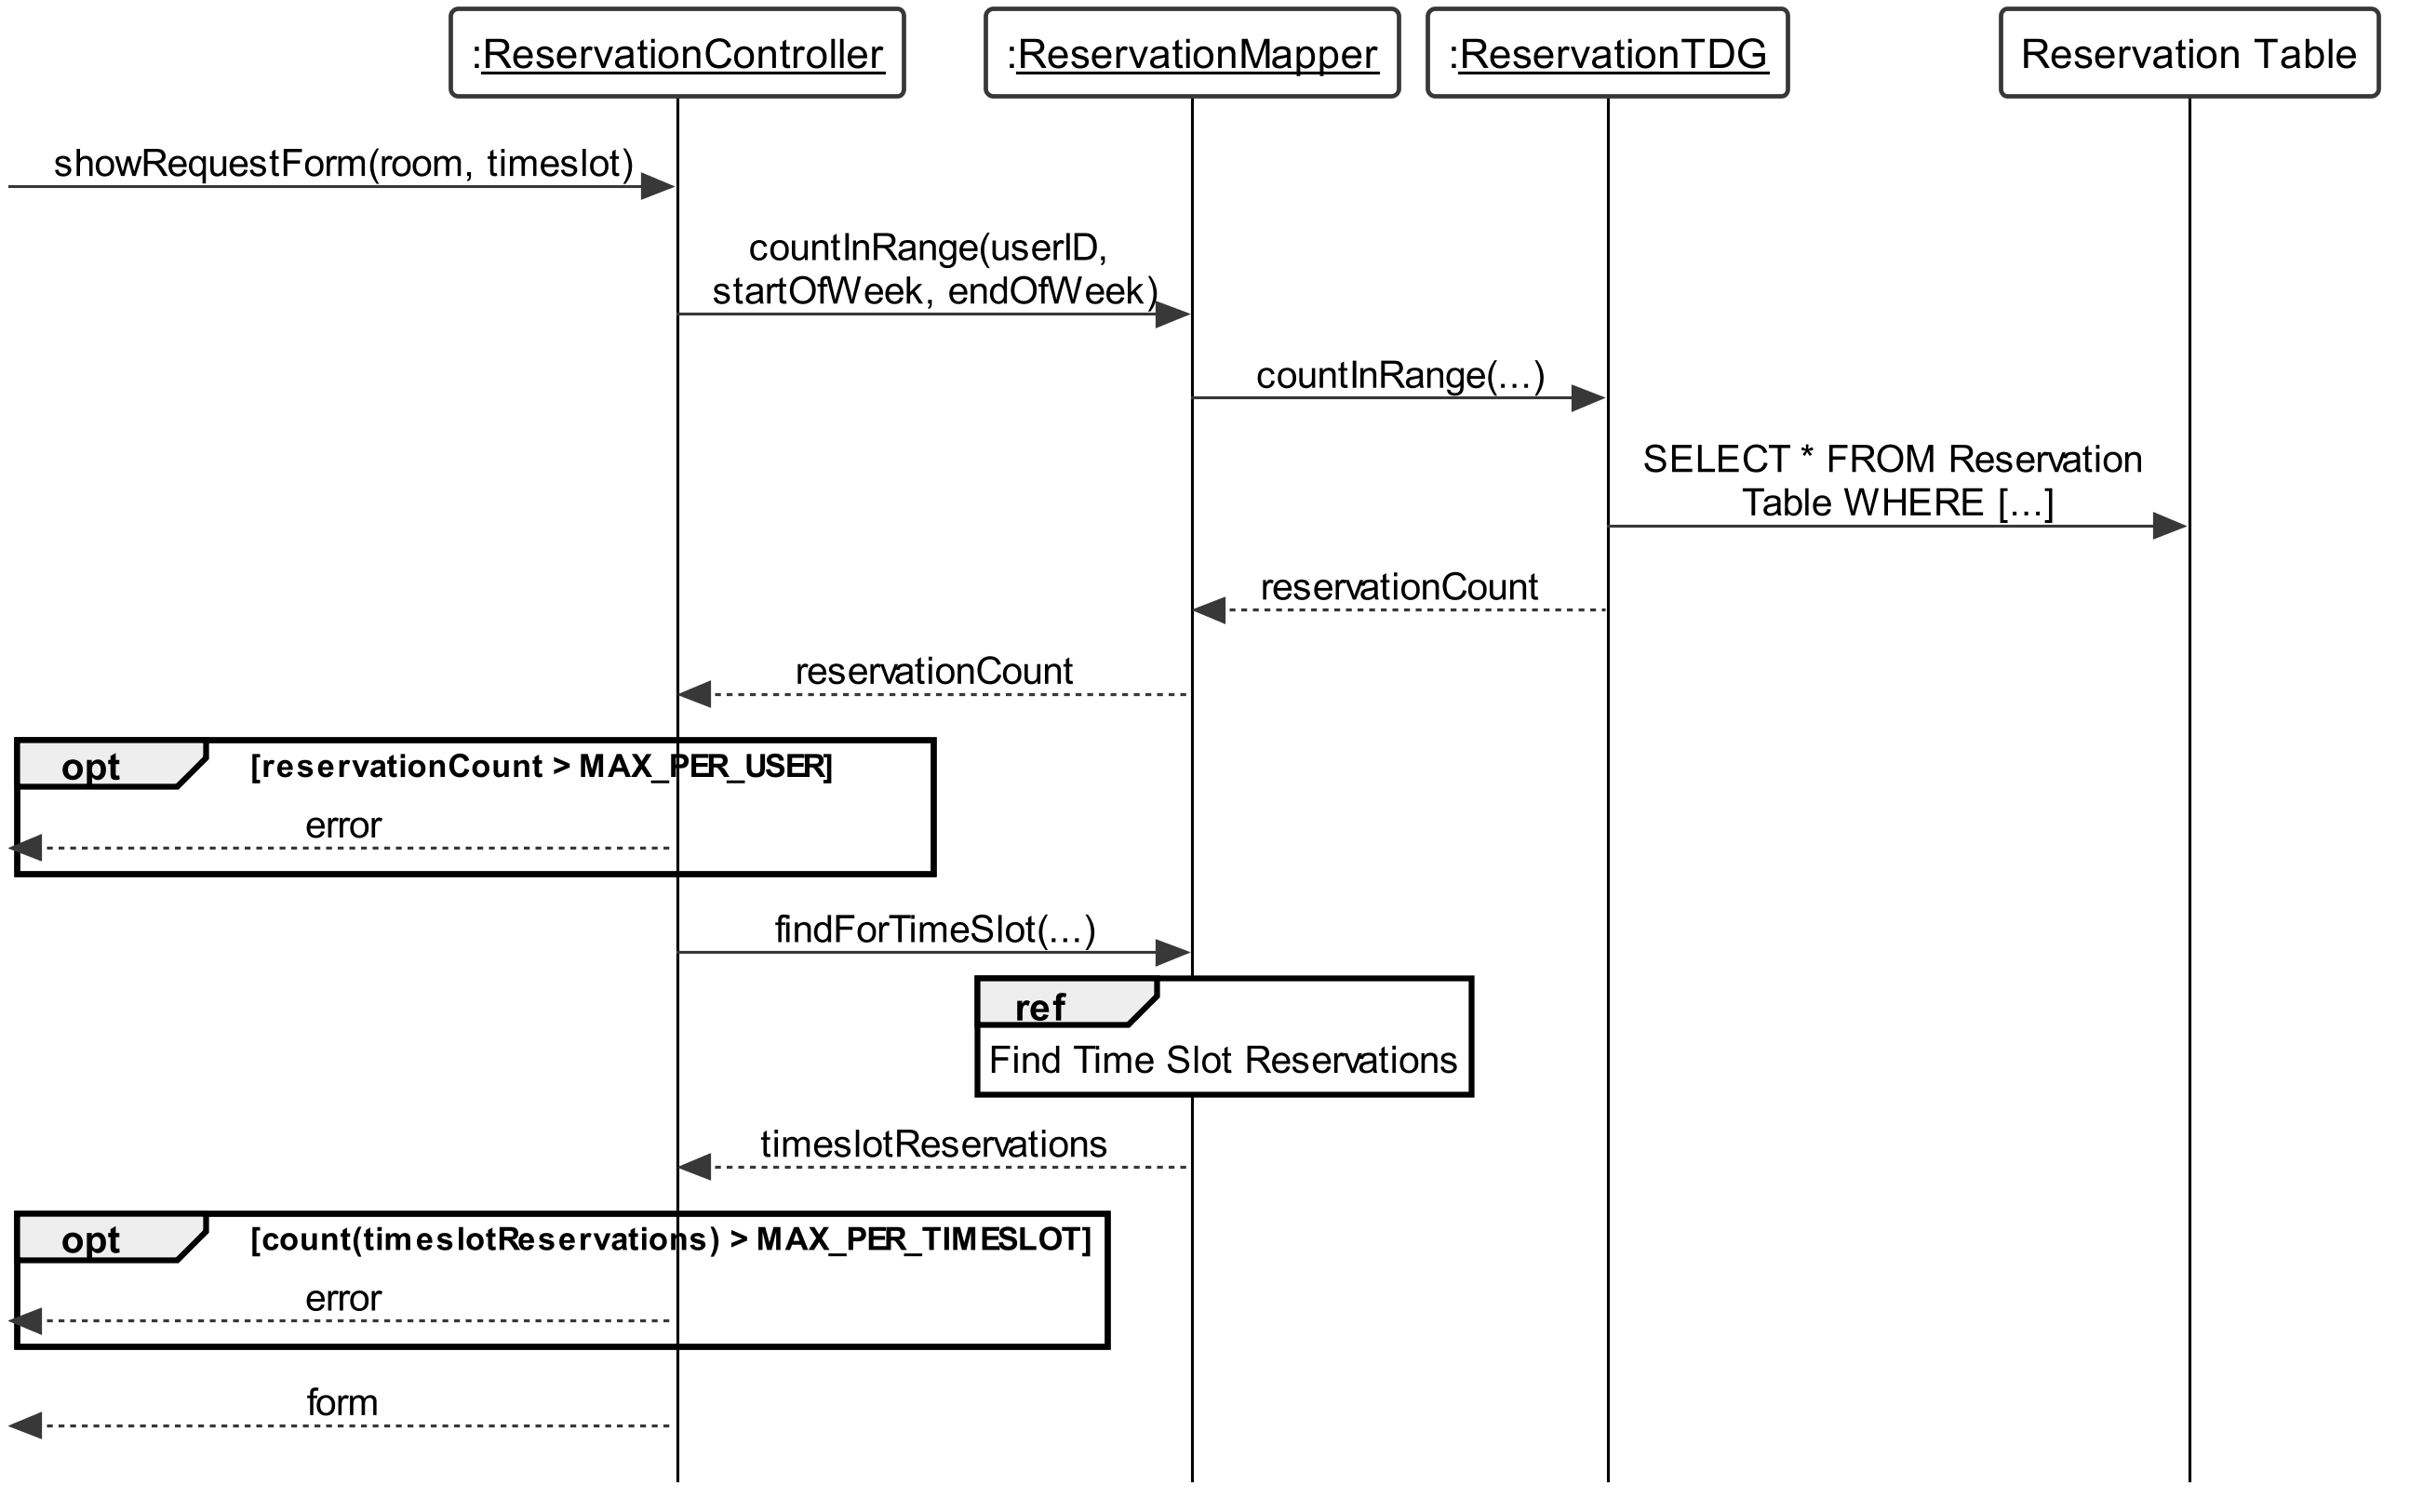 :ReservationController
:ReservationMapper
:ReservationTDG
Reservation Table
showRequestForm(room, timeslot)
countInRange(userID,
startOfWeek, endOfWeek)
countInRange(...)
SELECT * FROM Reservation
Table WHERE [...]
reservationCount
reservationCount
opt
[reservationCount > MAX_PER_USER]
error
findForTimeSlot(...)
ref
Find Time Slot Reservations
timeslotReservations
opt
[count(timeslotReservations) > MAX_PER_TIMESLOT]
error
form